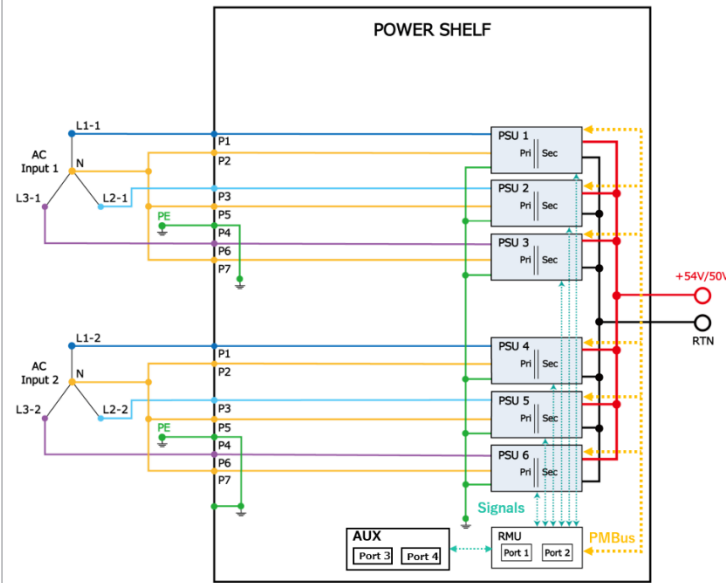 POWER SHELF
L1-1
P1
PSU 1
AC
Input 1
N
P2
Pri
Sec
L3-1
L2-1
P3
PSU 2
PE
P5
Pri
Sec
P4
PSU 3
P6
Pri
Sec
P7
+54V/50V
RTN
L1-2
P1
PSU 4
AC
Input 2
N
P2
Pri
Sec
L3-2
L2-2
P3
PSU 5
PE
P5
Pri
Sec
P4
PSU 6
P6
Pri
Sec
P7
Signals
AUX
Port 3
Port 4
RMU
Port 1
Port 2
PMBus